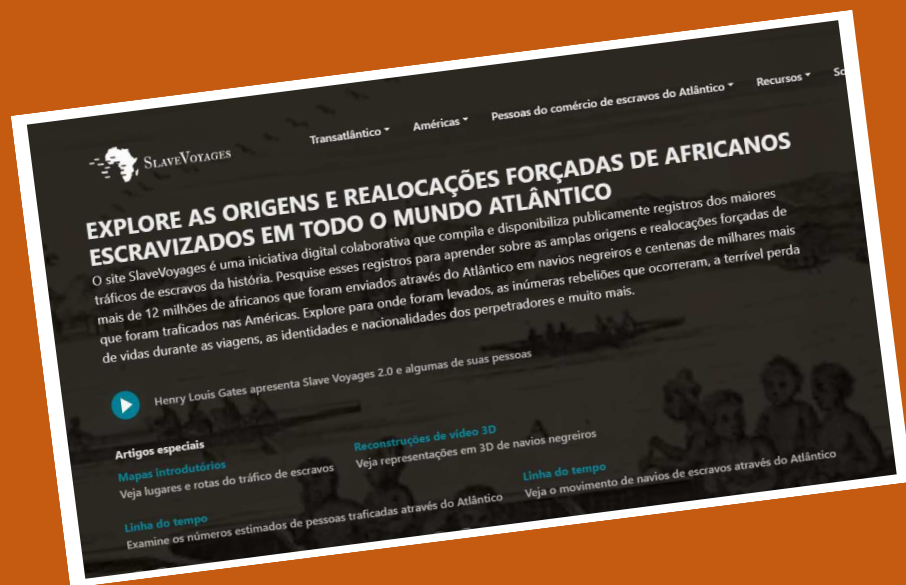 SLAVEVOYAGES
Transatlântico
Américas
Pessoas do comércio de escravos do Atlântico
Recursos
EXPLORE AS ORIGENS E REALOCAÇÕES FORÇADAS DE AFRICANOS
ESCRAVIZADOS EM TODO O MUNDO ATLÂNTICO
O site SlaveVoyages é uma iniciativa digital colaborativa que compila e disponibiliza publicamente registros dos maiores
tráficos de escravos da história. Pesquise esses registros para aprender sobre as amplas origens e realocações forçadas de
mais de 12 milhões de africanos que foram enviados através do Atlântico em navios negreiros e centenas de milhares mais
que foram traficados nas Américas. Explore para onde foram levados, as inúmeras rebeliões que ocorreram, a terrível perda
de vidas durante as viagens, as identidades e nacionalidades dos perpetradores e muito mais.
Henry Louis Gates apresenta Slave Voyages 2.0 e algumas de suas pessoas
Artigos especiais
Mapas introdutórios
Veja lugares e rotas do tráfico de escravos
Reconstruções de vídeo 3D
Veja representações em 3D de navios negreiros
Linha do tempo
Examine os números estimados de pessoas traficadas através do Atlântico
Linha do tempo
Veja o movimento de navios de escravos através do Atlântico